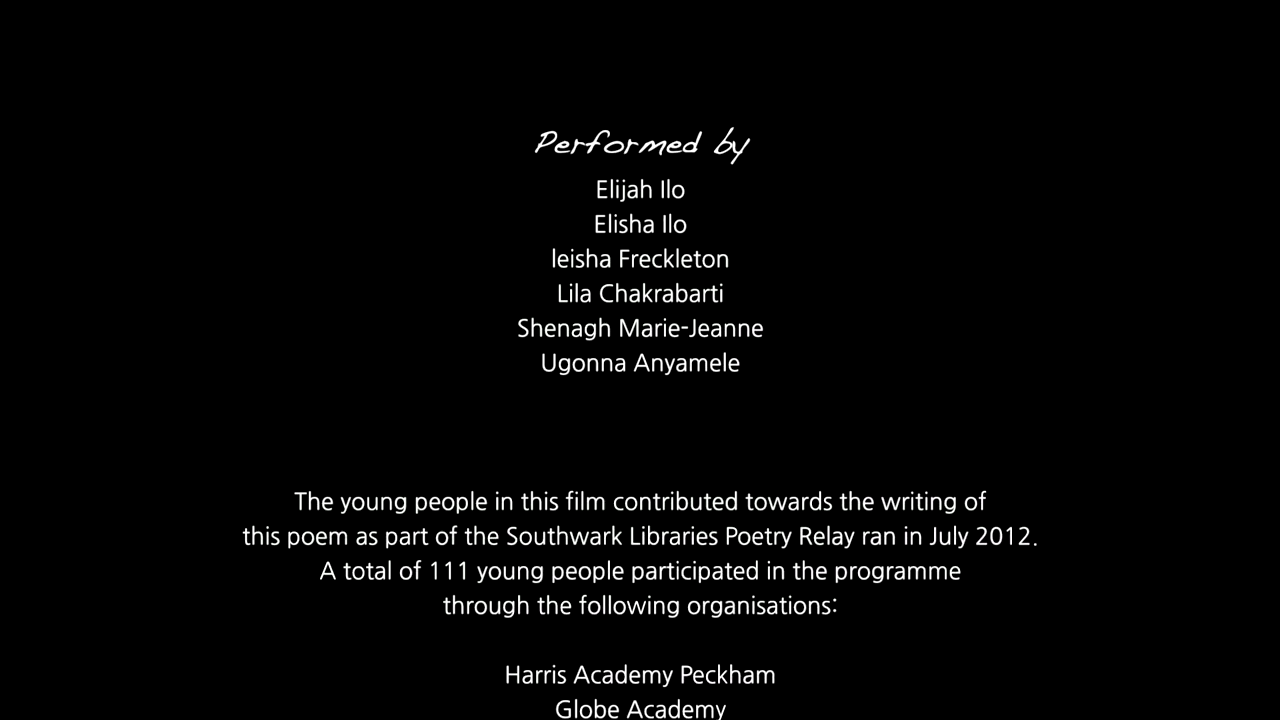 Performed by
Elijah Ilo
Elisha Ilo
Ieisha Freckleton
Lila Chakrabarti
Shenagh Marie-Jeanne
Ugonna Anyamele
The young people in this film contributed towards the writing of
this poem as part of the Southwark Libraries Poetry Relay ran in July 2012.
A total of 111 young people participated in the programme
through the following organisations:
Harris Academy Peckham
Globe Academy